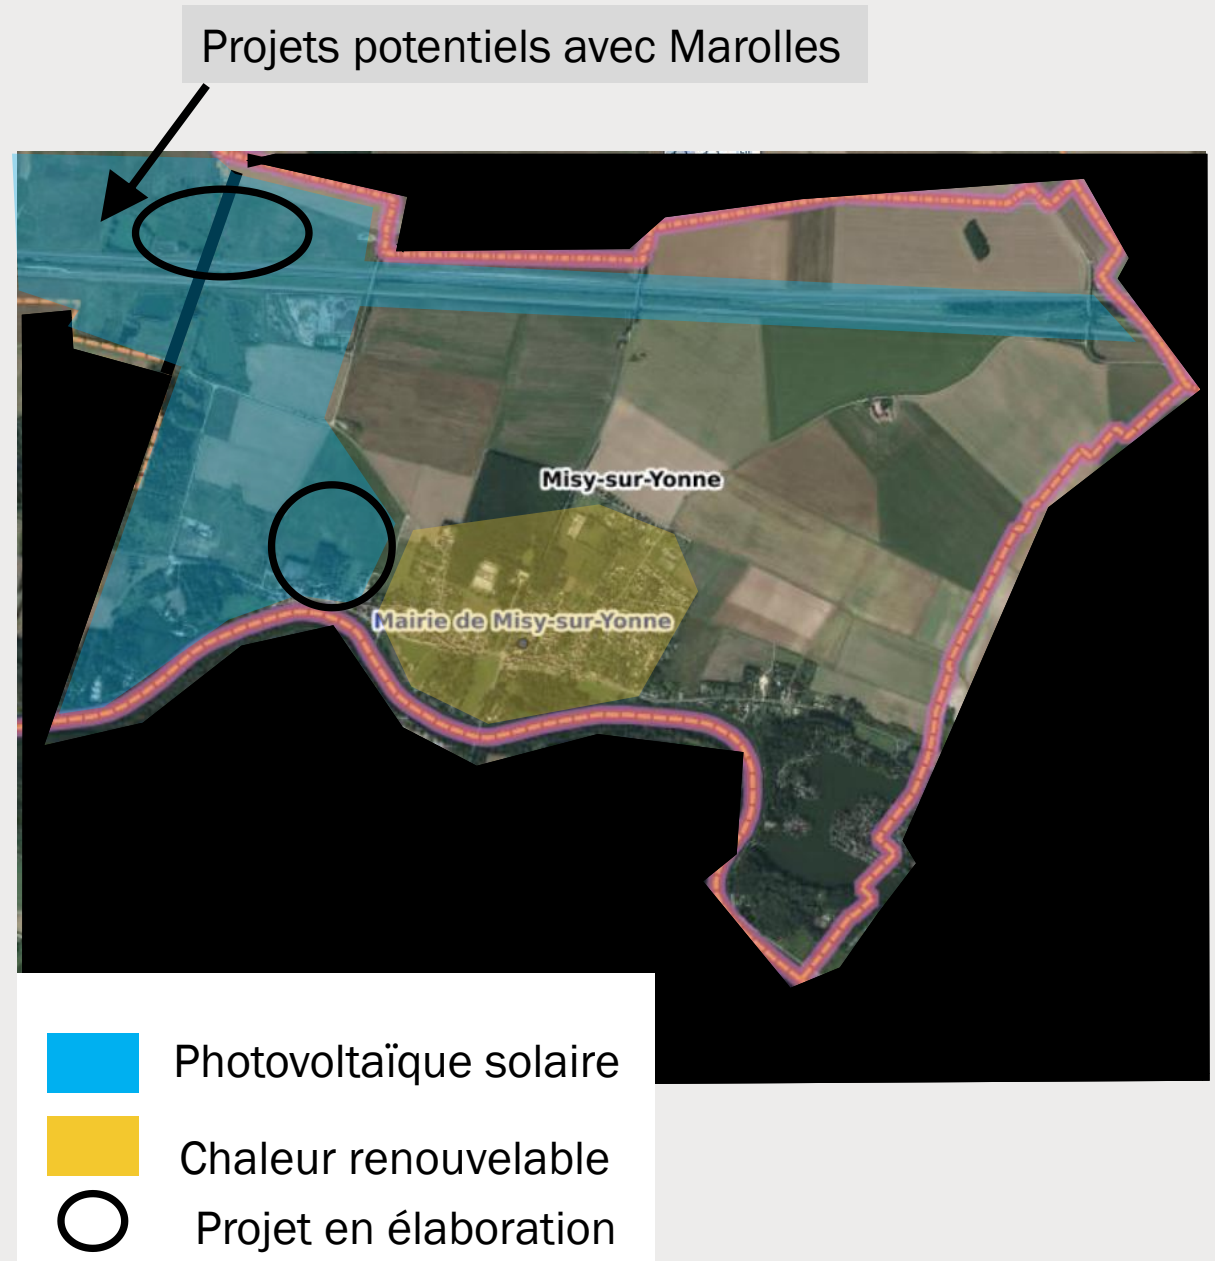 Projets potentiels avec Marolles
Misy-sur-Yonne
Mairie de Misy-sur-Yonne
Photovoltaïque solaire
Chaleur renouvelable
Projet en élaboration